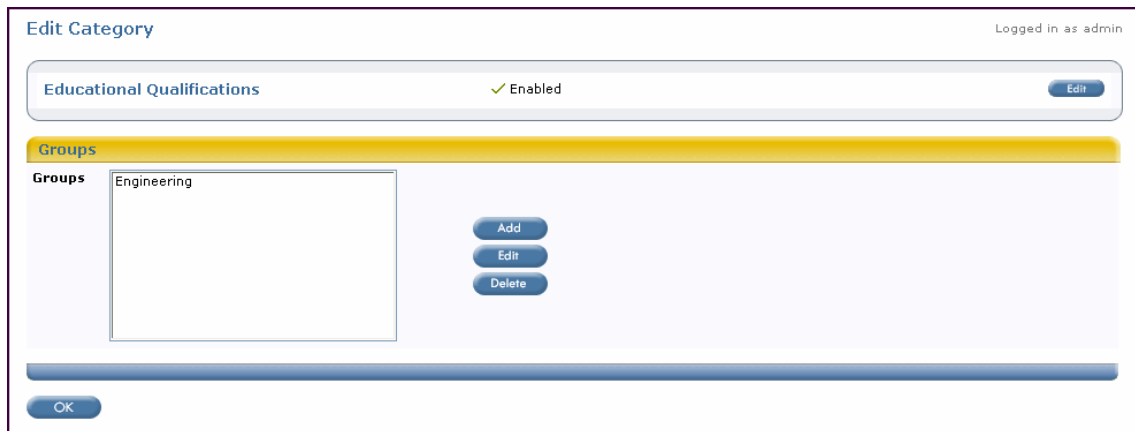 Edit Category
Logged in as admin
Educational Qualifications
Enabled
Edit
Groups
Groups
Engineering
Add
Edit
Delete
OK